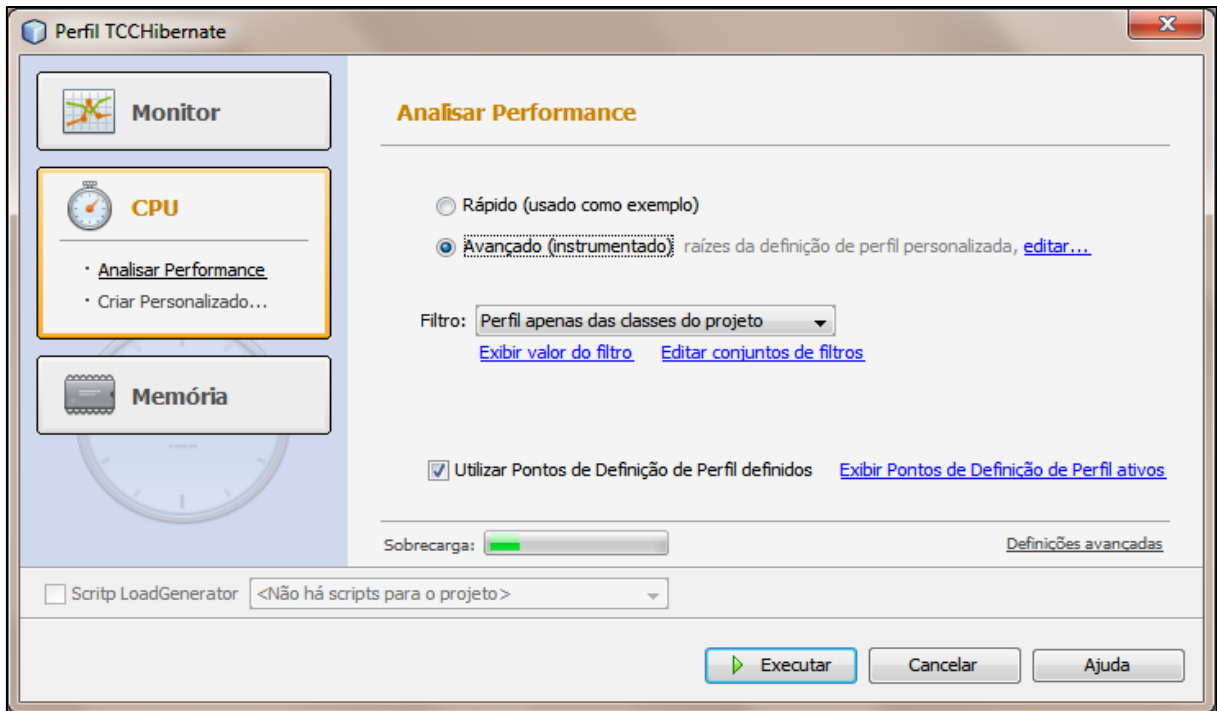 Perfil TCCHibernate
Monitor
CPU
· Analisar Performance
· Criar Personalizado...
Memória
Analisar Performance
Rápido (usado como exemplo)
Avançado (instrumentado) raízes da definição de perfil personalizada, editar...
Filtro: Perfil apenas das classes do projeto
Exibir valor do filtro Editar conjuntos de filtros
Utilizar Pontos de Definição de Perfil definidos Exibir Pontos de Definição de Perfil ativos
Sobrecarga: Definições avançadas
Scritp LoadGenerator <Não há scripts para o projeto>
Executar Cancelar Ajuda